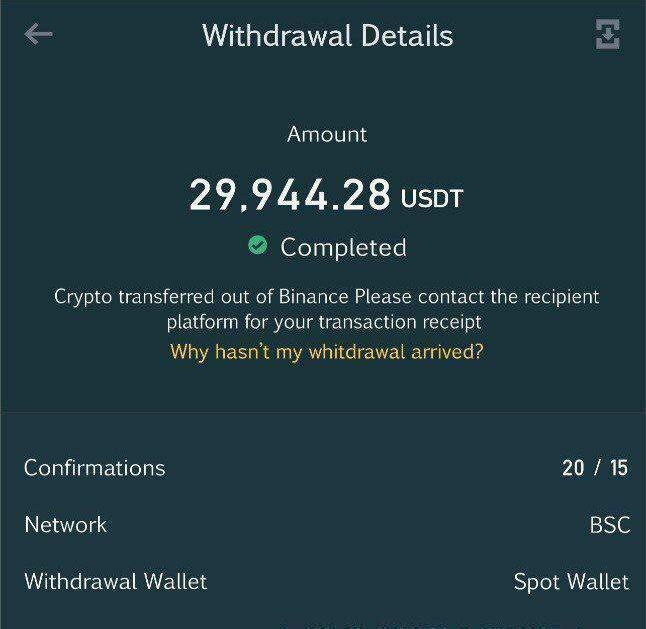 Withdrawal Details
Amount
29,944.28 USDT
Completed
Crypto transferred out of Binance Please contact the recipient
platform for your transaction receipt
Why hasn't my whitdrawal arrived?
Confirmations 20 / 15
Network BSC
Withdrawal Wallet Spot Wallet